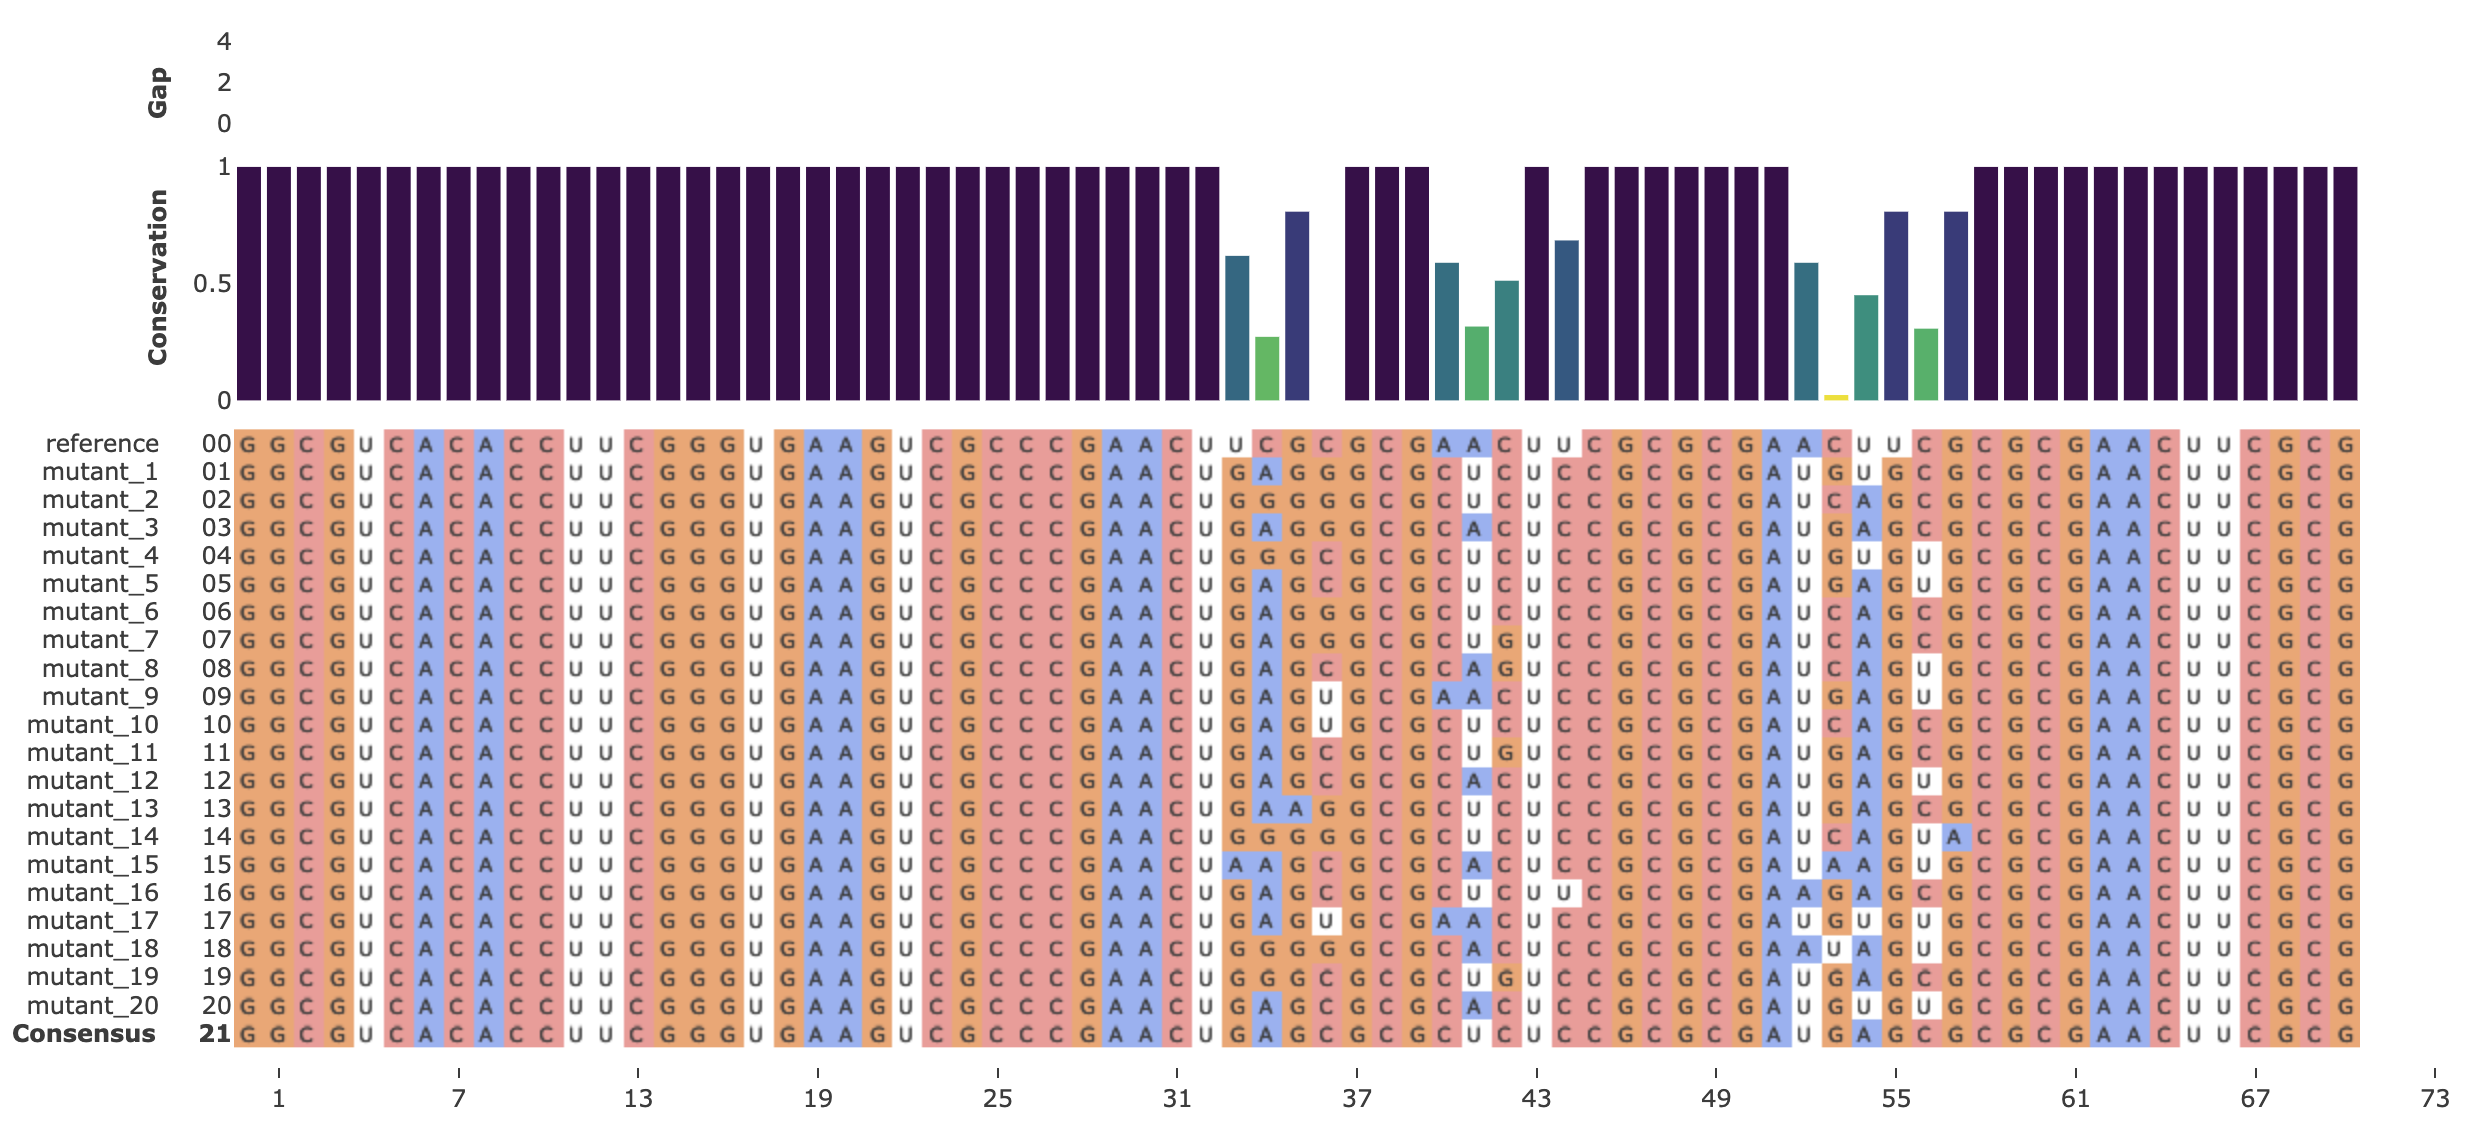 4
2
0
Gap
1
0.5
0
Conservation
reference 00 G G C G U C A C A C C U U C G G G U G A A G U C G C C C G A A C U U C G C G C G A A C U U C G C G C G A A C U U C G C G C G A A C U U C G C G
mutant_1 01 G G C G U C A C A C C U U C G G G U G A A G U C G C C C G A A C U G A G G G C G C U C U C C G C G C G A U G U G C G C G C G A A C U U C G C G
mutant_2 02 G G C G U C A C A C C U U C G G G U G A A G U C G C C C G A A C U G G G G G C G C U C U C C G C G C G A U C A G C G C G C G A A C U U C G C G
mutant_3 03 G G C G U C A C A C C U U C G G G U G A A G U C G C C C G A A C U G A G G G C G C A C U C C G C G C G A U G A G C G C G C G A A C U U C G C G
mutant_4 04 G G C G U C A C A C C U U C G G G U G A A G U C G C C C G A A C U G G G C G C G C U C U C C G C G C G A U G U G U G C G C G A A C U U C G C G
mutant_5 05 G G C G U C A C A C C U U C G G G U G A A G U C G C C C G A A C U G A G C G C G C U C U C C G C G C G A U G A G U G C G C G A A C U U C G C G
mutant_6 06 G G C G U C A C A C C U U C G G G U G A A G U C G C C C G A A C U G A G G G C G C U C U C C G C G C G A U C A G C G C G C G A A C U U C G C G
mutant_7 07 G G C G U C A C A C C U U C G G G U G A A G U C G C C C G A A C U G A G G G C G C U G U C C G C G C G A U C A G C G C G C G A A C U U C G C G
mutant_8 08 G G C G U C A C A C C U U C G G G U G A A G U C G C C C G A A C U G A G C G C G C A G U C C G C G C G A U C A G U G C G C G A A C U U C G C G
mutant_9 09 G G C G U C A C A C C U U C G G G U G A A G U C G C C C G A A C U G A G U G C G A A C U C C G C G C G A U G A G U G C G C G A A C U U C G C G
mutant_10 10 G G C G U C A C A C C U U C G G G U G A A G U C G C C C G A A C U G A G U G C G C U C U C C G C G C G A U C A G C G C G C G A A C U U C G C G
mutant_11 11 G G C G U C A C A C C U U C G G G U G A A G U C G C C C G A A C U G A G C G C G C U G U C C G C G C G A U G A G C G C G C G A A C U U C G C G
mutant_12 12 G G C G U C A C A C C U U C G G G U G A A G U C G C C C G A A C U G A G C G C G C A C U C C G C G C G A U G A G U G C G C G A A C U U C G C G
mutant_13 13 G G C G U C A C A C C U U C G G G U G A A G U C G C C C G A A C U G A A G G C G C U C U C C G C G C G A U G A G C G C G C G A A C U U C G C G
mutant_14 14 G G C G U C A C A C C U U C G G G U G A A G U C G C C C G A A C U G G G G G C G C U C U C C G C G C G A U C A G U A C G C G A A C U U C G C G
mutant_15 15 G G C G U C A C A C C U U C G G G U G A A G U C G C C C G A A C U A A G C G C G C A C U C C G C G C G A U A A G U G C G C G A A C U U C G C G
mutant_16 16 G G C G U C A C A C C U U C G G G U G A A G U C G C C C G A A C U G A G C G C G C U C U U C G C G C G A A G A G C G C G C G A A C U U C G C G
mutant_17 17 G G C G U C A C A C C U U C G G G U G A A G U C G C C C G A A C U G A G U G C G A A C U C C G C G C G A U G U G U G C G C G A A C U U C G C G
mutant_18 18 G G C G U C A C A C C U U C G G G U G A A G U C G C C C G A A C U G G G G G C G C A C U C C G C G C G A A U A G U G C G C G A A C U U C G C G
mutant_19 19 G G C G U C A C A C C U U C G G G U G A A G U C G C C C G A A C U G G G C G C G C U G U C C G C G C G A U G A G C G C G C G A A C U U C G C G
mutant_20 20 G G C G U C A C A C C U U C G G G U G A A G U C G C C C G A A C U G A G C G C G C A C U C C G C G C G A U G U G U G C G C G A A C U U C G C G
Consensus 21 G G C G U C A C A C C U U C G G G U G A A G U C G C C C G A A C U G A G C G C G C U C U C C G C G C G A U G A G C G C G C G A A C U U C G C G
1 7 13 19 25 31 37 43 49 55 61 67 73